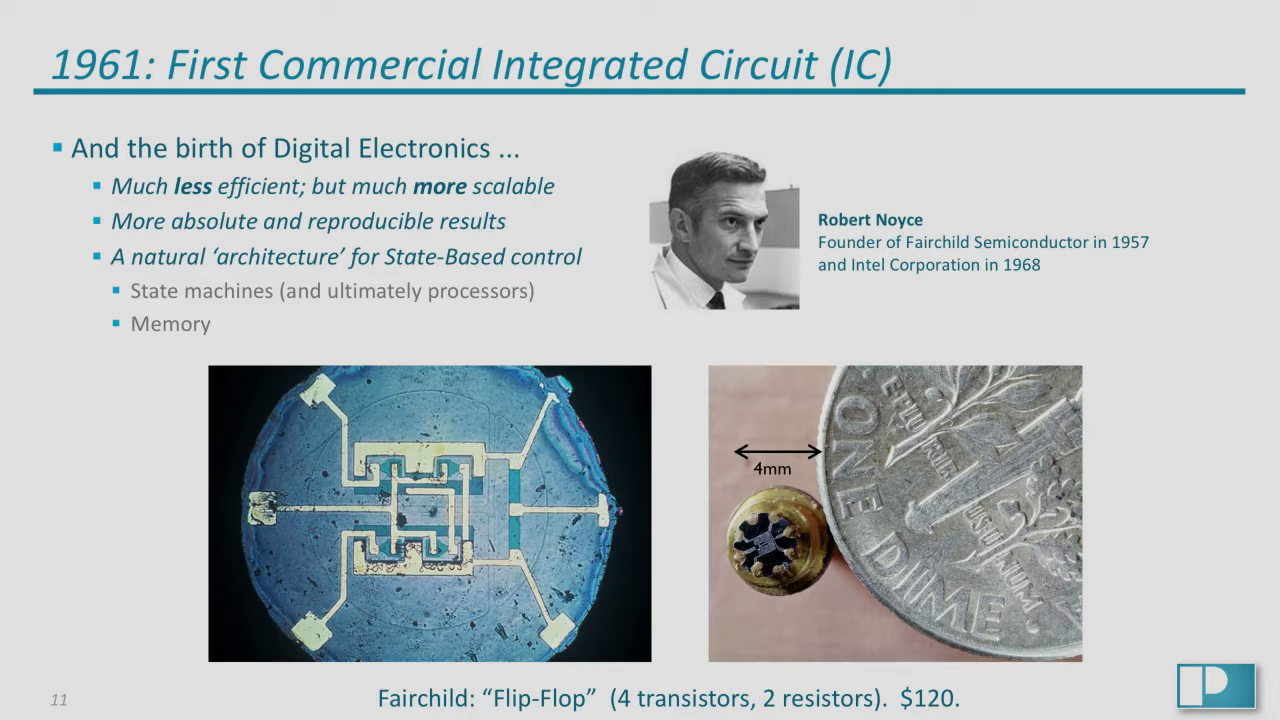 1961: First Commercial Integrated Circuit (IC)
And the birth of Digital Electronics ...
Much less efficient; but much more scalable
More absolute and reproducible results
A natural ‘architecture’ for State-Based control
State machines (and ultimately processors)
Memory
Robert Noyce
Founder of Fairchild Semiconductor in 1957
and Intel Corporation in 1968
4mm
E PLU
RIB
UNUM
ONE DIME
Fairchild: “Flip-Flop” (4 transistors, 2 resistors). $120.
11
P